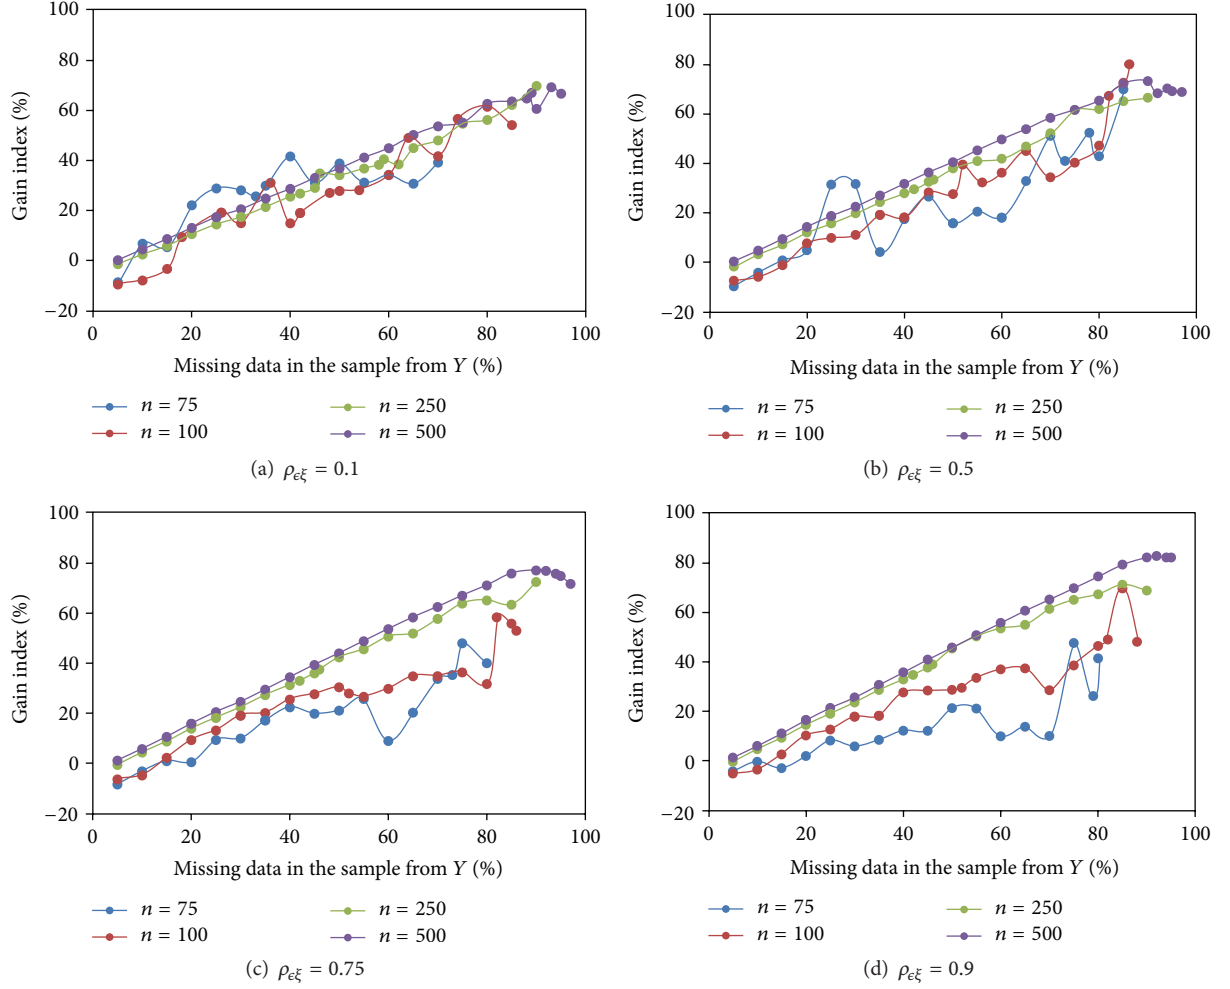 100
80
60
40
20
0
−20
Gain index (%)
0 20 40 60 80 100
Missing data in the sample from Y (%)
n = 75 n = 250
n = 100 n = 500
(a) ρϵξ = 0.1
100
80
60
40
20
0
−20
Gain index (%)
0 20 40 60 80 100
Missing data in the sample from Y (%)
n = 75 n = 250
n = 100 n = 500
(b) ρϵξ = 0.5
100
80
60
40
20
0
−20
Gain index (%)
0 20 40 60 80 100
Missing data in the sample from Y (%)
n = 75 n = 250
n = 100 n = 500
(c) ρϵξ = 0.75
100
80
60
40
20
0
−20
Gain index (%)
0 20 40 60 80 100
Missing data in the sample from Y (%)
n = 75 n = 250
n = 100 n = 500
(d) ρϵξ = 0.9